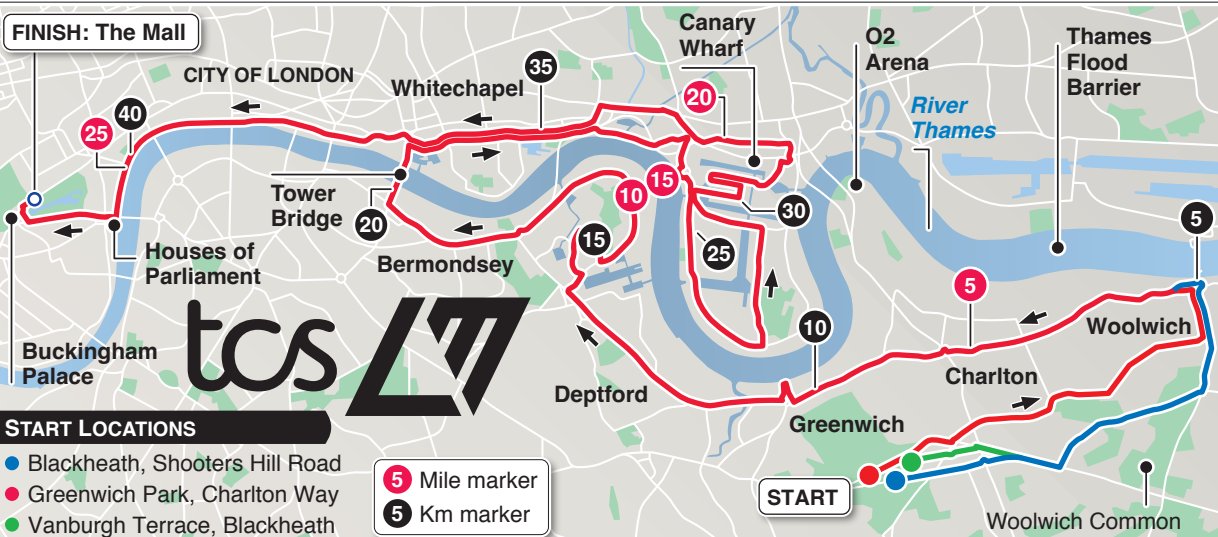 FINISH: The Mall
CITY OF LONDON
Whitechapel
35
Canary
Wharf
O2
Arena
Thames
Flood
Barrier
River
Thames
20
40
25
Tower
Bridge
20
10
15
30
5
15
25
Houses of
Parliament
Bermondsey
5
10
Woolwich
Buckingham
Palace
tcs
Deptford
Charlton
Greenwich
START LOCATIONS
Blackheath, Shooters Hill Road
Greenwich Park, Charlton Way
Vanburgh Terrace, Blackheath
5 Mile marker
5 Km marker
START
Woolwich Common